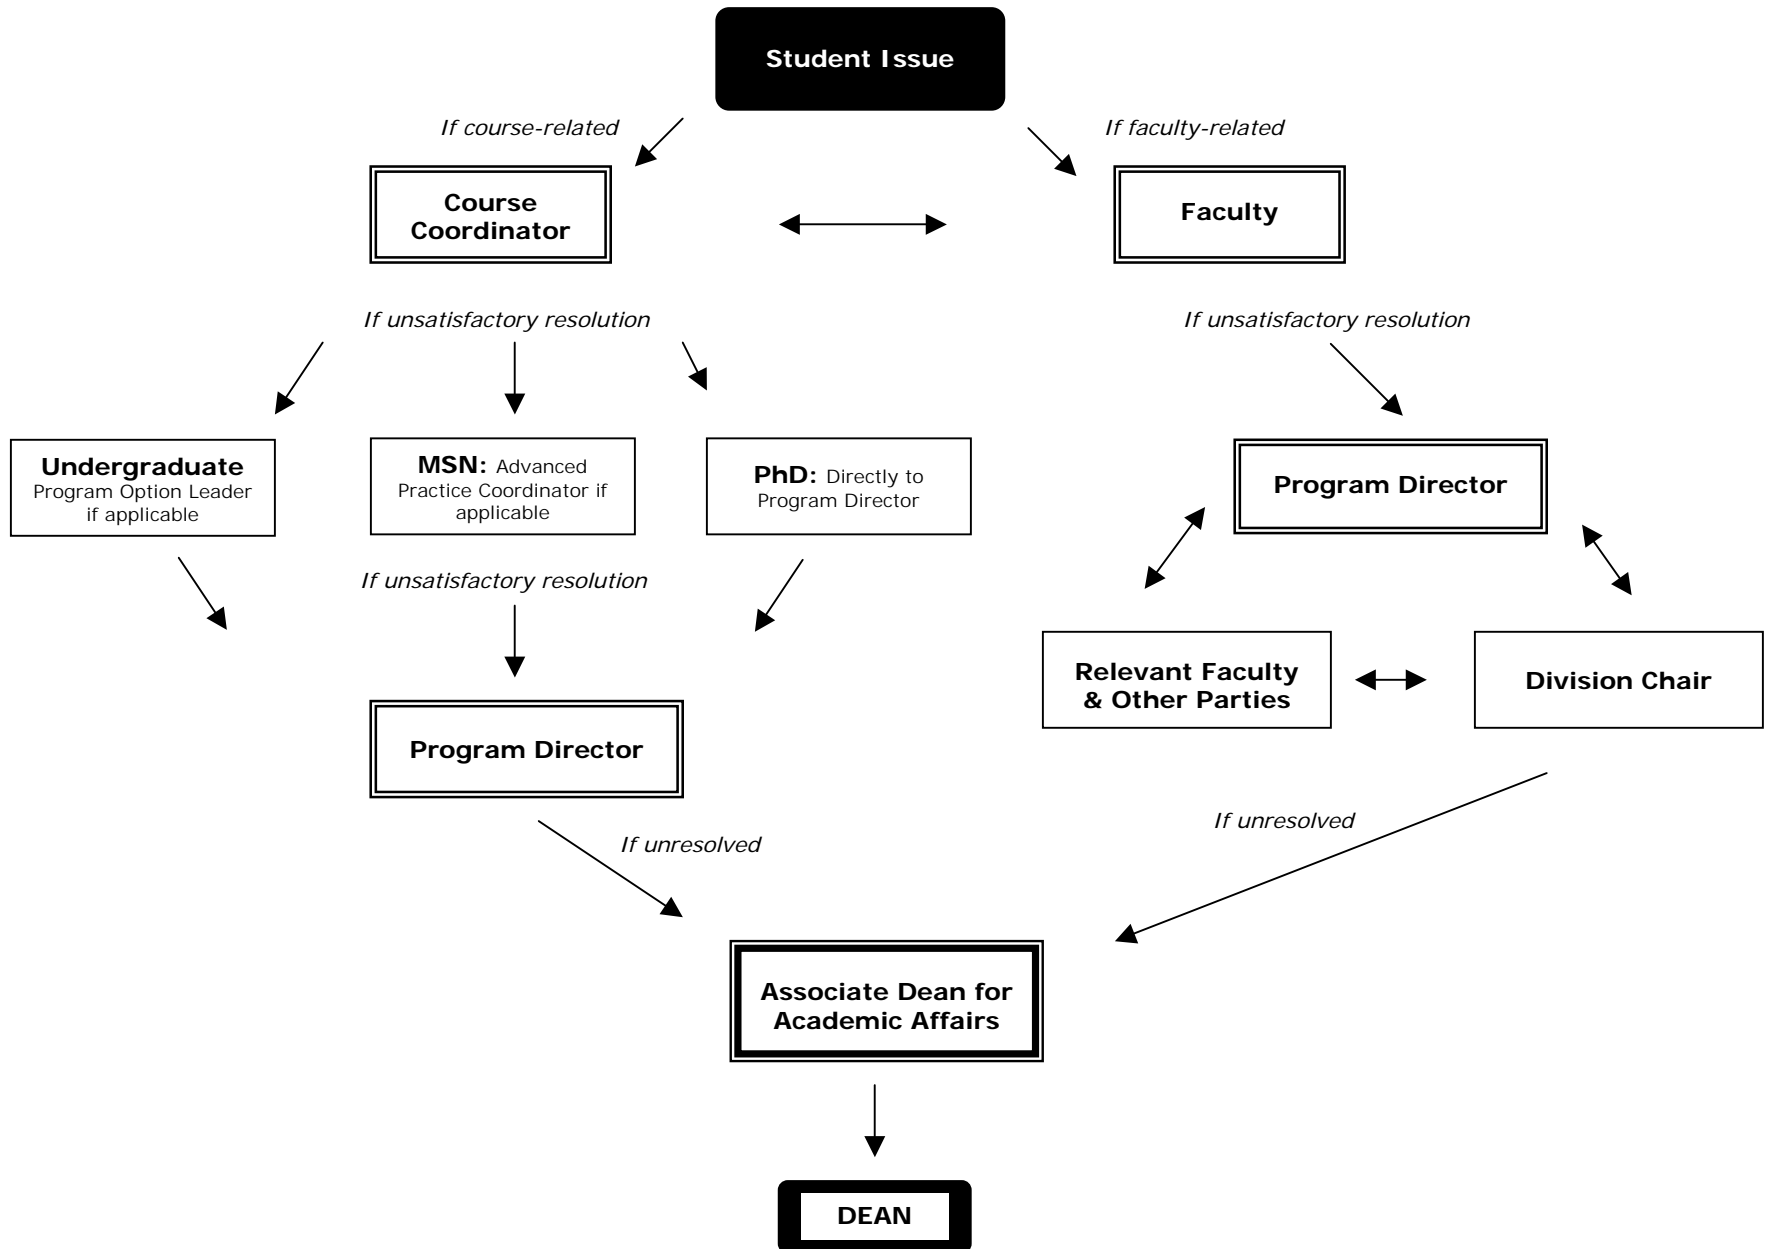 Student Issue
If course-related
If faculty-related
Course
Coordinator
Faculty
If unsatisfactory resolution
If unsatisfactory resolution
Undergraduate
Program Option Leader
if applicable
MSN: Advanced
Practice Coordinator if
applicable
PhD: Directly to
Program Director
Program Director
If unsatisfactory resolution
Relevant Faculty
& Other Parties
Division Chair
Program Director
If unresolved
If unresolved
Associate Dean for
Academic Affairs
DEAN